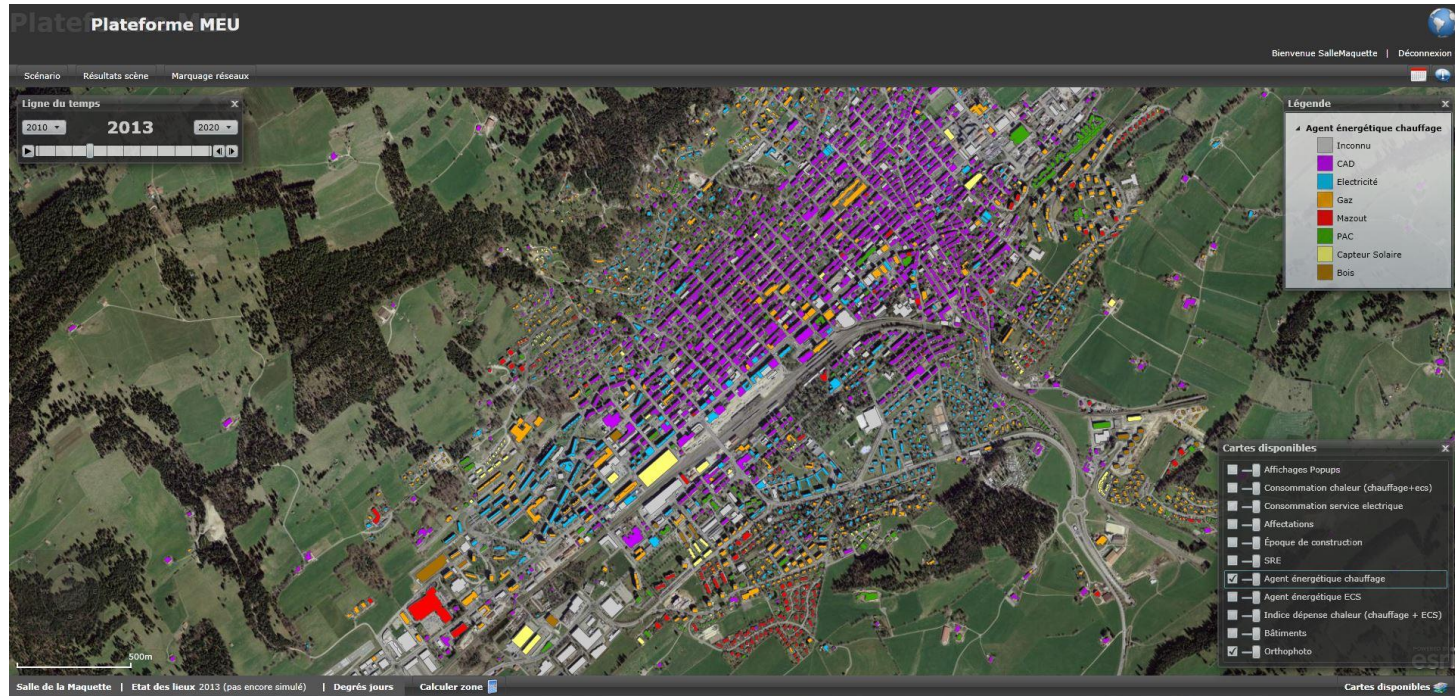 Plateforme MEU
Plateforme MEU
Bienvenue SalleMaquette | Déconnexion
Scénario Résultats scène Marquage réseaux
Ligne du temps x
2010 2013 2020
Légende x
Agent énergétique chauffage
Inconnu
CAD
Electricité
Gaz
Mazout
PAC
Capteur Solaire
Bois
Cartes disponibles x
Affichages Popups
Consommation chaleur (chauffage+ecs)
Consommation service electrique
Affectations
Époque de construction
SRE
Agent énergétique chauffage
Agent énergétique ECS
Indice dépense chaleur (chauffage + ECS)
Bâtiments
Orthophoto
500m
esri
Salle de la Maquette | Etat des lieux 2013 (pas encore simulé) | Degrés jours Calculer zone
Cartes disponibles